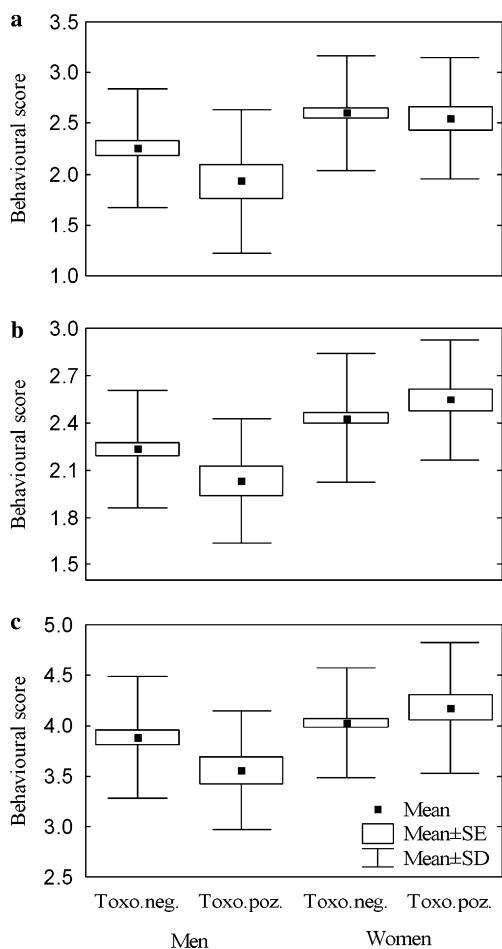 a
Behavioural score
3.5
3.0
2.5
2.0
1.5
1.0
b
Behavioural score
3.0
2.7
2.4
2.1
1.8
1.5
c
Behavioural score
5.0
4.5
4.0
3.5
3.0
2.5
Mean
Mean±SE
Mean±SD
Toxo.neg. Toxo.poz. Toxo.neg. Toxo.poz.
Men Women